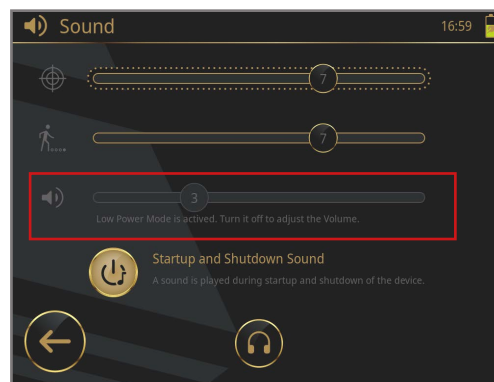 Sound 16:59
7
7
3
Low Power Mode is actived. Turn it off to adjust the Volume.
Startup and Shutdown Sound
A sound is played during startup and shutdown of the device.